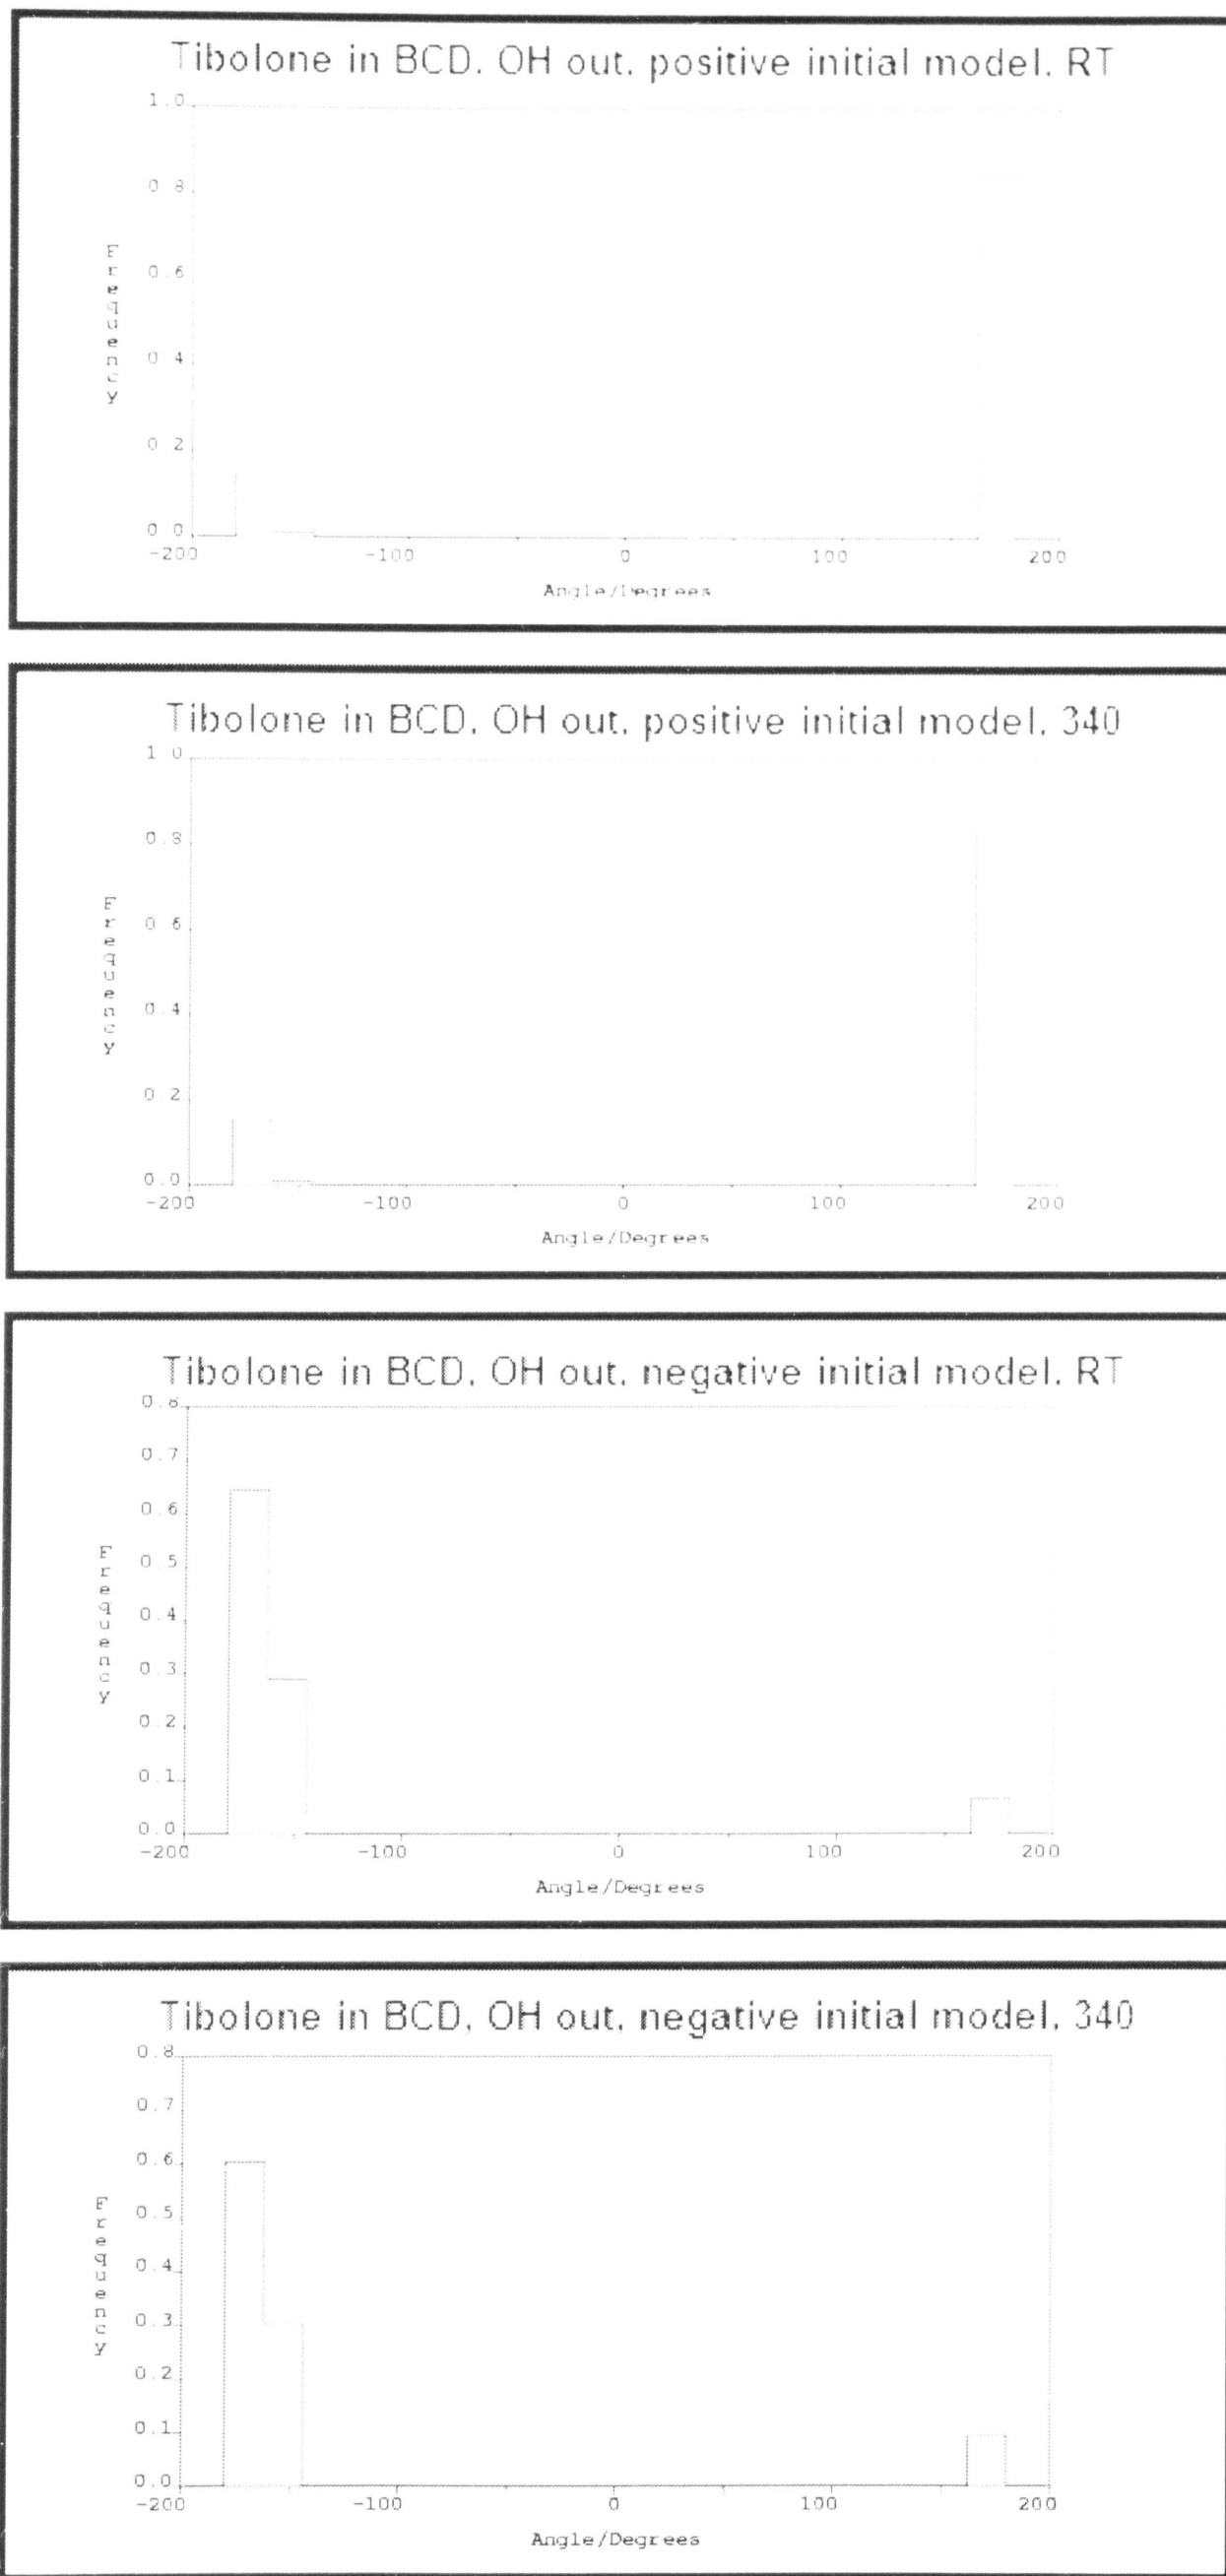 Tibolone in BCD. OH out. positive initial model. RT
1.0
0 8
0.6
0 4
0 2
0 0
Frequency
-200 -100 0 100 200
Angle/Degrees
Tibolone in BCD. OH out. positive initial model. 340
1 0
0.8
0 6
0.4
0 2
0.0
Frequency
-200 -100 0 100 200
Angle/Degrees
Tibolone in BCD. OH out. negative initial model. RT
0.8
0.7
0.6
0.5
0.4
0.3
0.2
0.1
0.0
Frequency
-200 -100 0 100 200
Angle/Degrees
Tibolone in BCD. OH out. negative initial model. 340
0.8
0.7
0.6
0.5
0.4
0.3
0.2
0.1
0.0
Frequency
-200 -100 0 100 200
Angle/Degrees